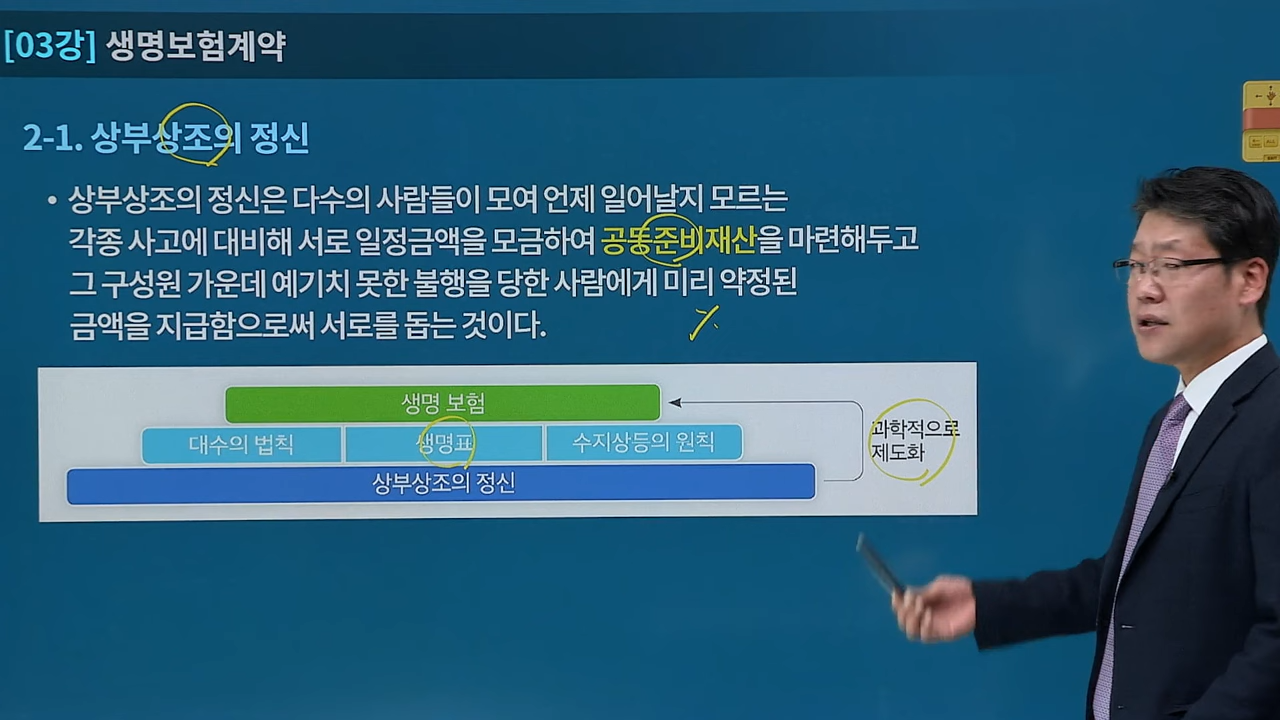 [03강] 생명보험계약
2-1. 상부상조의 정신
• 상부상조의 정신은 다수의 사람들이 모여 언제 일어날지 모르는
각종 사고에 대비해 서로 일정금액을 모금하여 공동준비재산을 마련해두고
그 구성원 가운데 예기치 못한 불행을 당한 사람에게 미리 약정된
금액을 지급함으로써 서로를 돕는 것이다.
생명 보험
대수의 법칙 생명표 수지상등의 원칙
과학적으로
제도화
상부상조의 정신